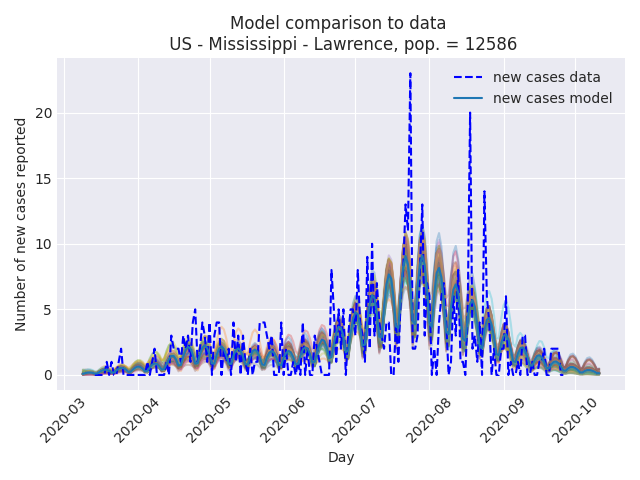 Model comparison to data
US - Mississippi - Lawrence, pop. = 12586
new cases data
new cases model
Number of new cases reported
20
15
10
5
0
2020-03
2020-04
2020-05
2020-06
2020-07
2020-08
2020-09
2020-10
Day